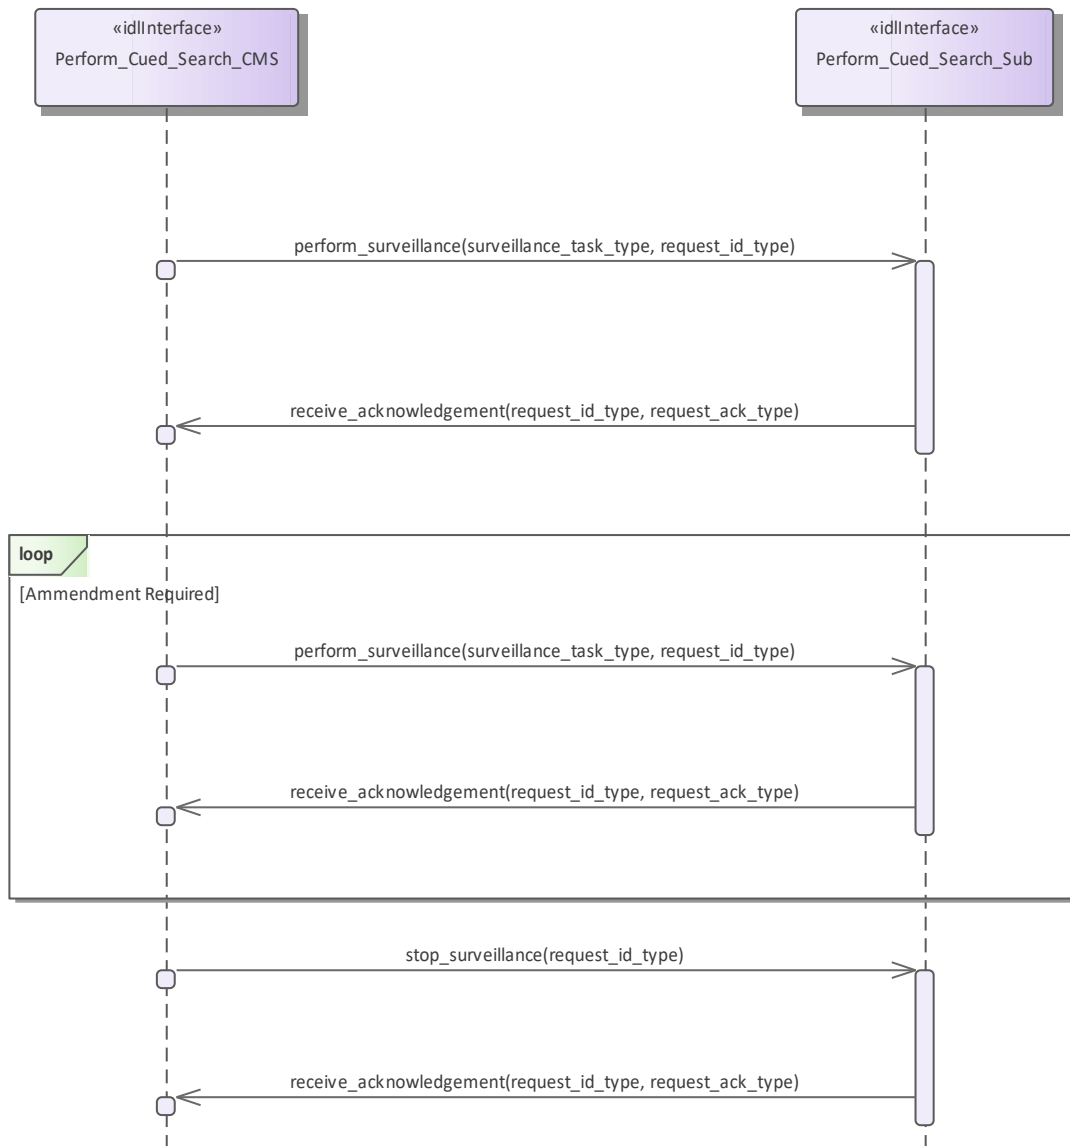 «idlInterface»
Perform_Cued_Search_CMS
«idlInterface»
Perform_Cued_Search_Sub
perform_surveillance(surveillance_task_type, request_id_type)
receive_acknowledgement(request_id_type, request_ack_type)
loop
[Ammendment Required]
perform_surveillance(surveillance_task_type, request_id_type)
receive_acknowledgement(request_id_type, request_ack_type)
stop_surveillance(request_id_type)
receive_acknowledgement(request_id_type, request_ack_type)